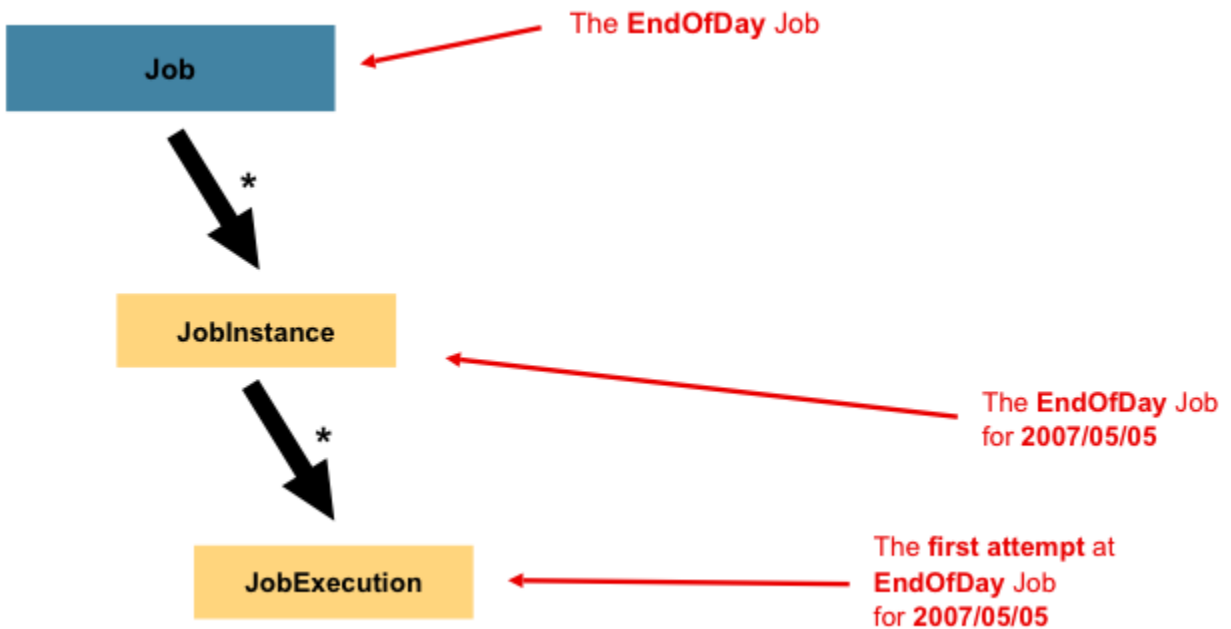 The EndOfDay Job
Job
*
JobInstance
*
The EndOfDay Job
for 2007/05/05
The first attempt at
EndOfDay Job
for 2007/05/05
JobExecution